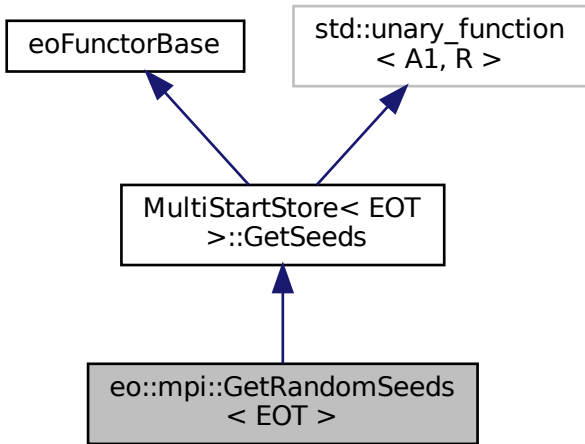 eoFunctorBase
std::unary_function
< A1, R >
MultiStartStore< EOT
>::GetSeeds
eo::mpi::GetRandomSeeds
< EOT >